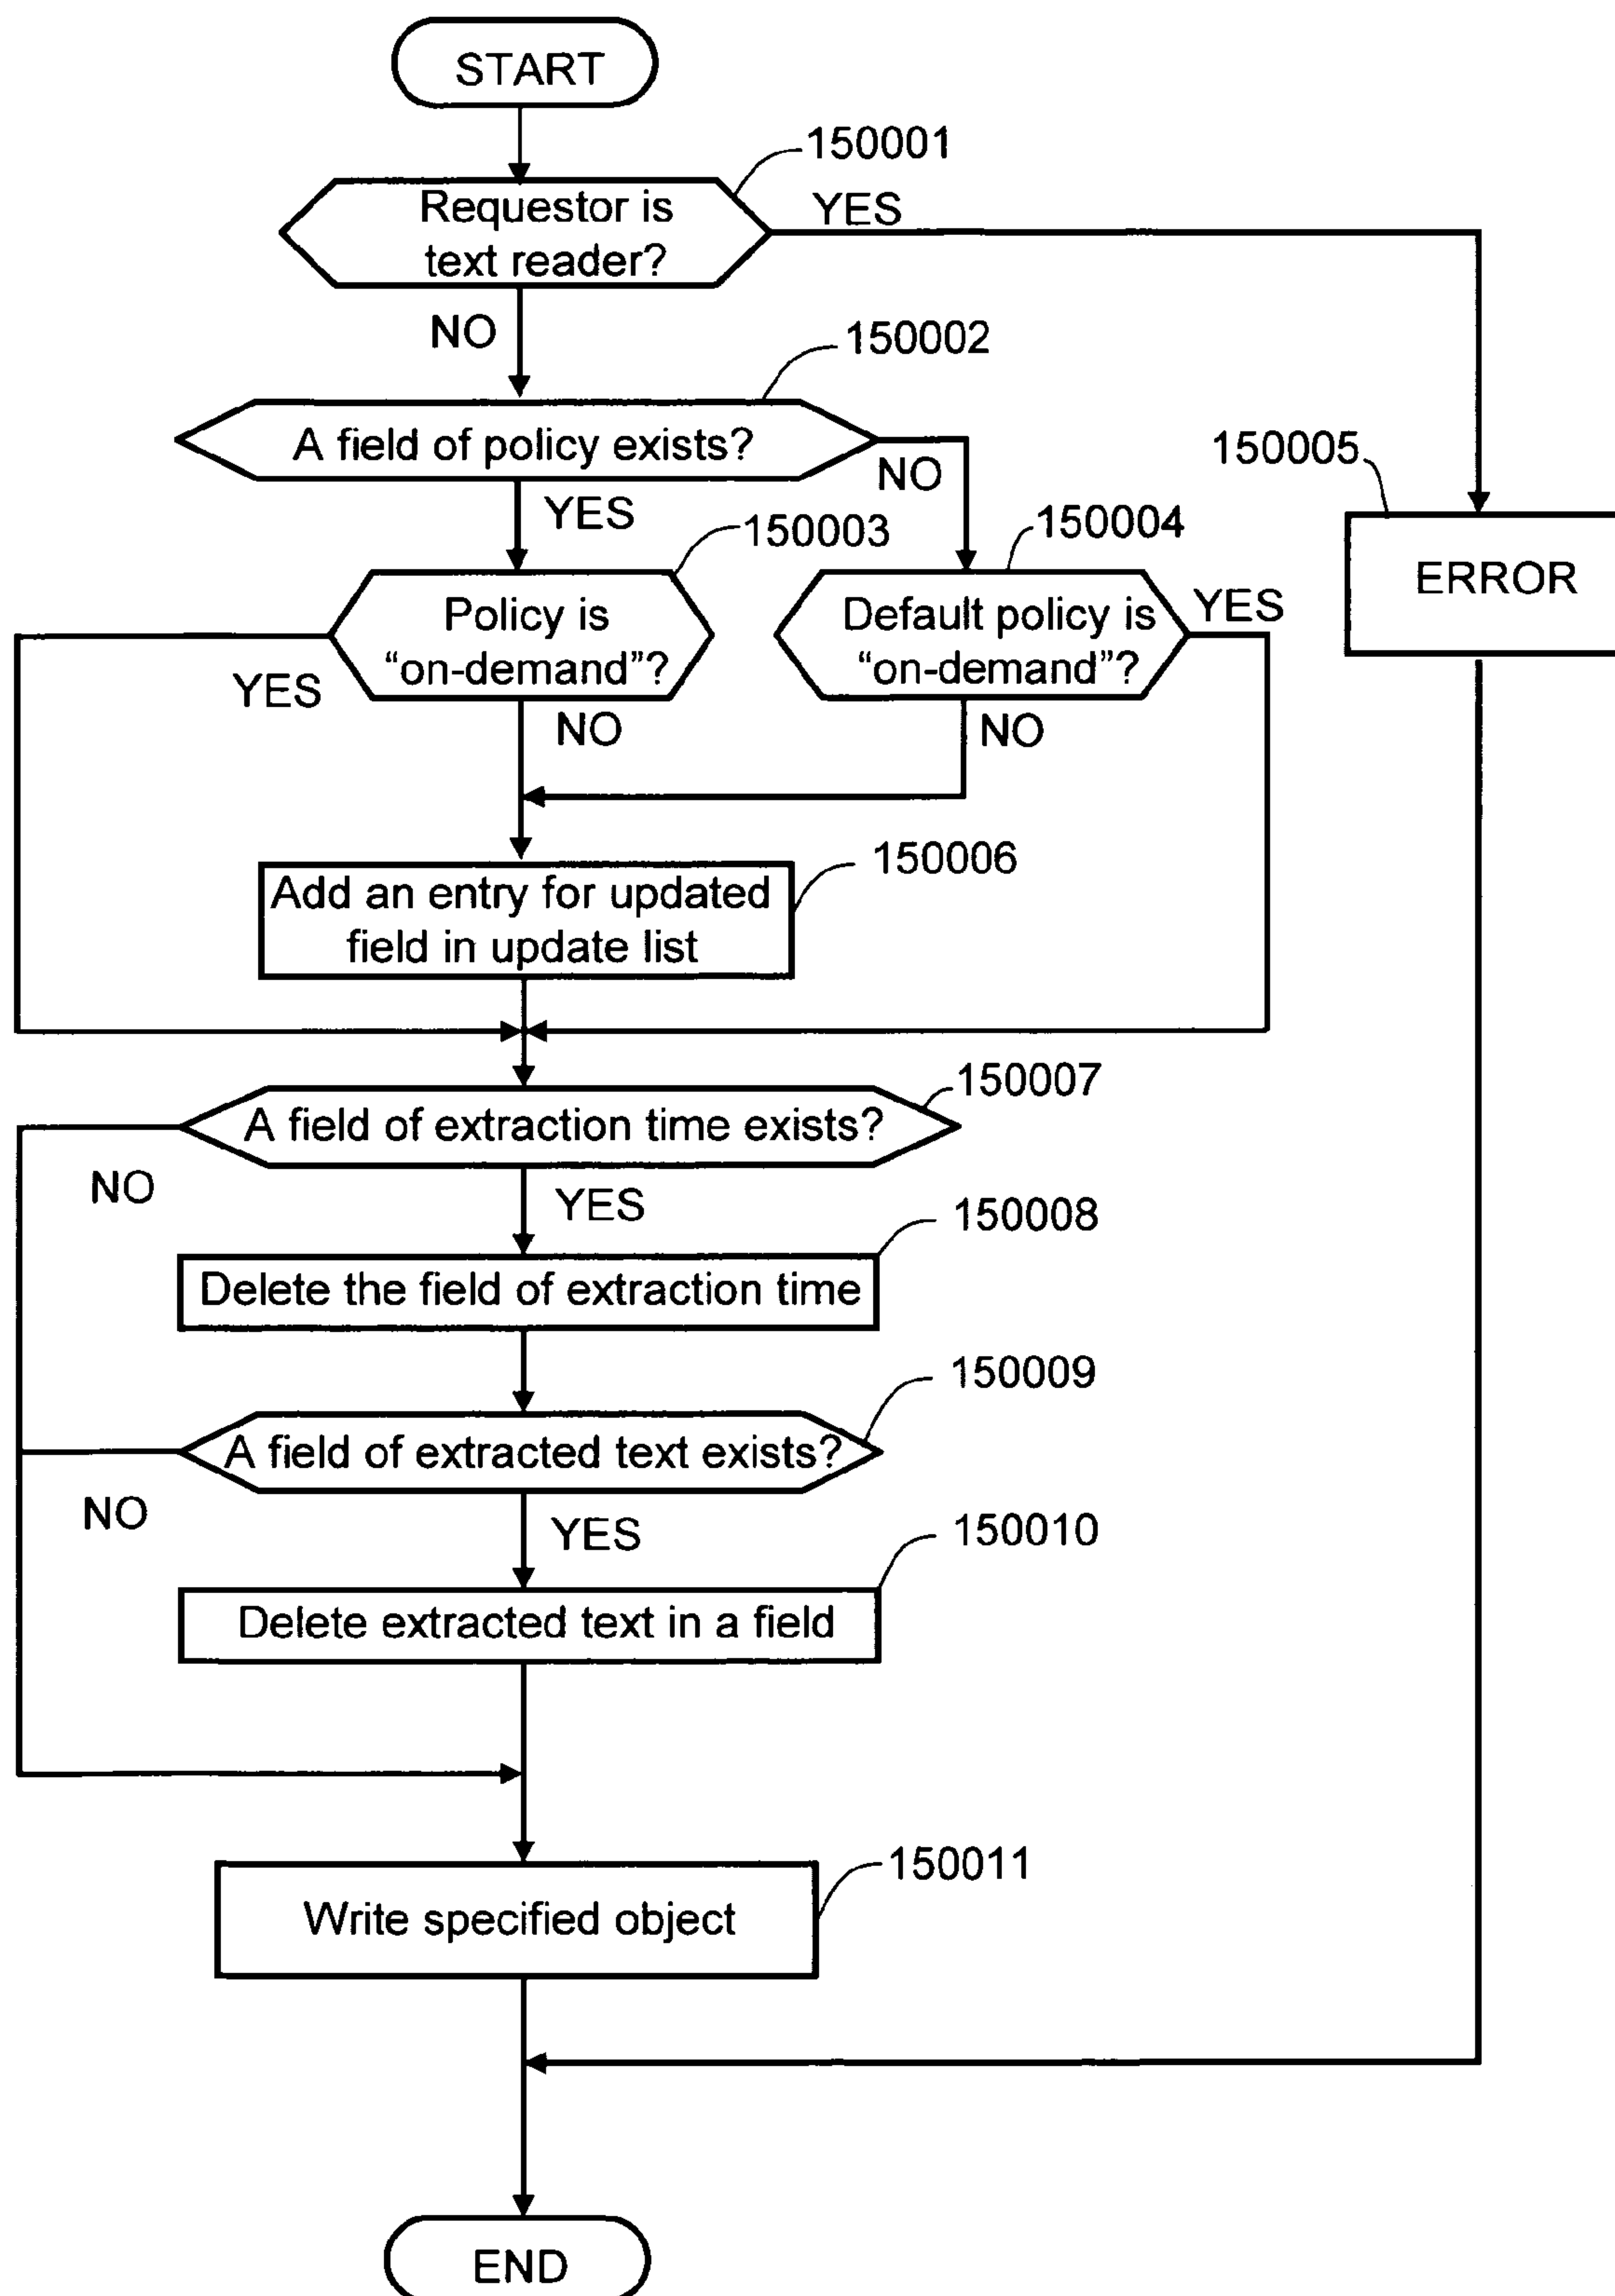 START
150001
Requestor is
text reader?
YES
NO
150002
A field of policy exists?
NO
YES
150005
150003
150004
ERROR
Policy is
“on-demand”?
Default policy is
“on-demand”?
YES
YES
NO
NO
150006
Add an entry for updated
field in update list
150007
A field of extraction time exists?
NO
YES
150008
Delete the field of extraction time
150009
A field of extracted text exists?
NO
YES
150010
Delete extracted text in a field
150011
Write specified object
END